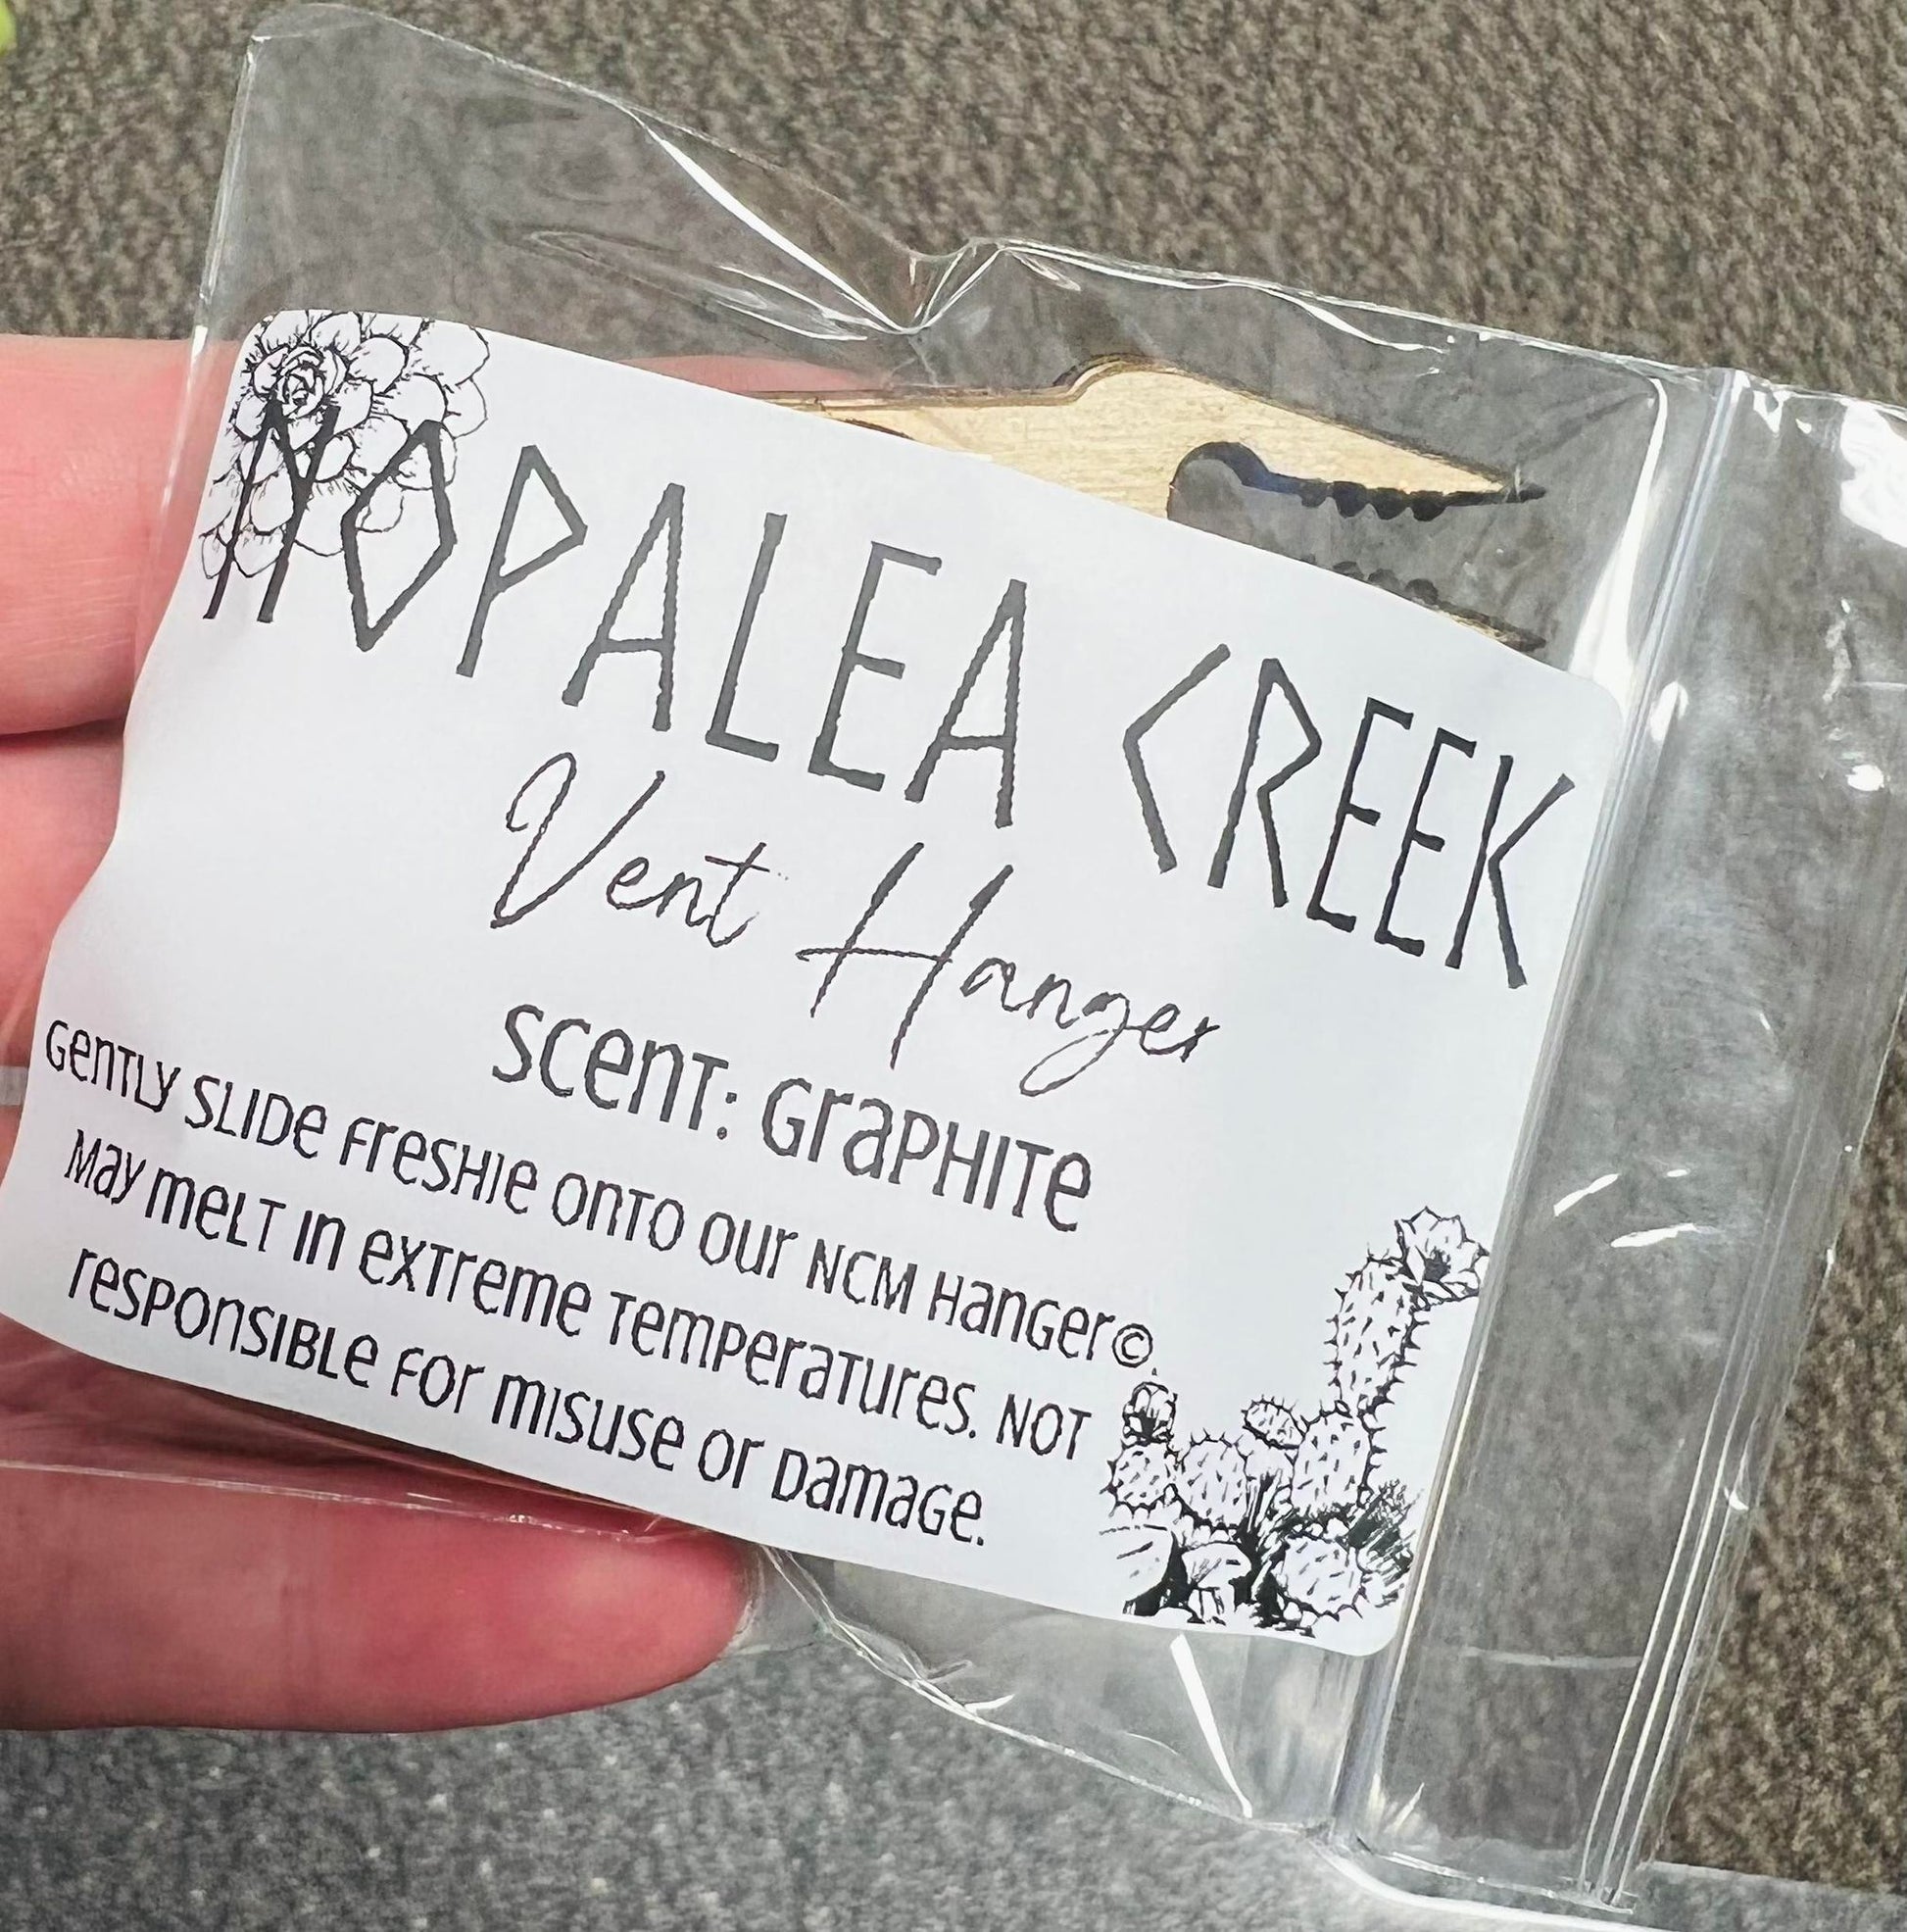 NOPALEA CREEK
Vent Hanger
SCENT: GRAPHITE
GENTLY SLIDE FRESHIE ONTO OUR NCM HANGER©.
MAY MELT IN EXTREME TEMPERATURES. NOT
RESPONSIBLE FOR MISUSE OR DAMAGE.